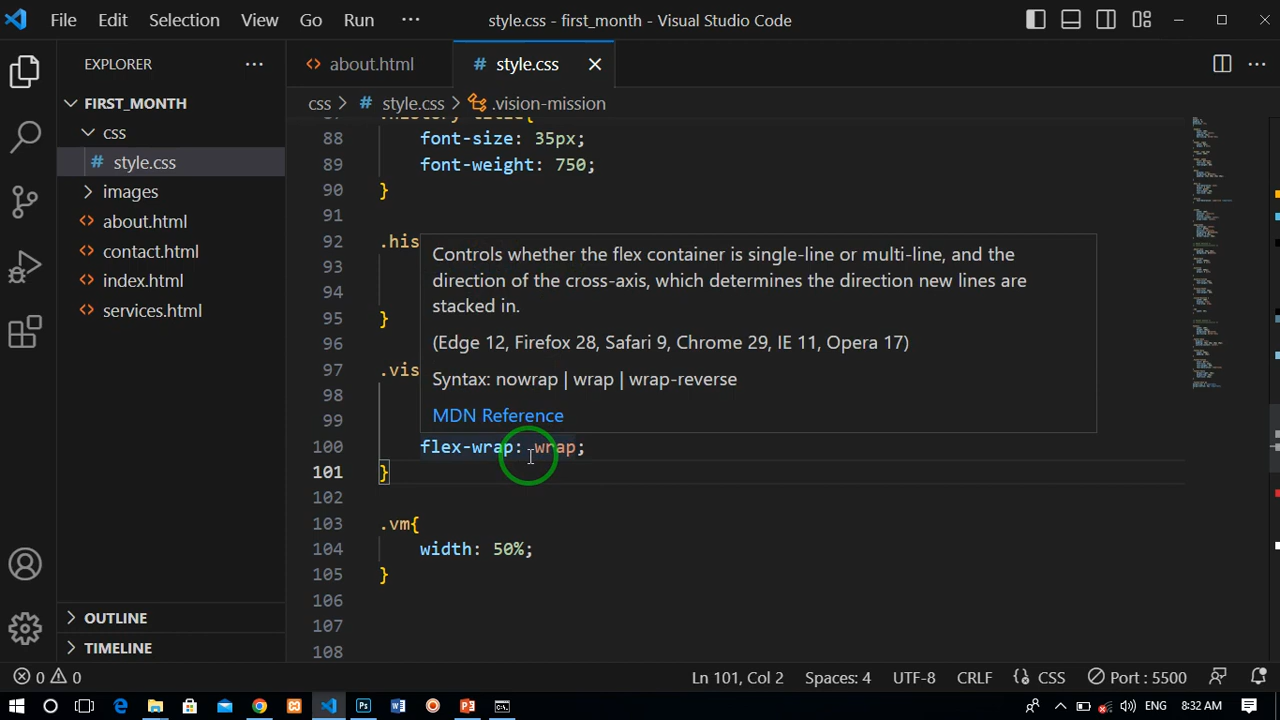 File Edit Selection View Go Run ··· style.css - first_month - Visual Studio Code
EXPLORER ···
about.html
# style.css
FIRST_MONTH
css
# style.css
images
about.html
contact.html
index.html
services.html
OUTLINE
TIMELINE
css > # style.css > .vision-mission
88 font-size: 35px;
89 font-weight: 750;
90 }
91
92 .his
93
94
95 }
96
97 .vis
98
99
100 flex-wrap: wrap;
101 }
102
103 .vm{
104 width: 50%;
105 }
106
107
108
Controls whether the flex container is single-line or multi-line, and the
direction of the cross-axis, which determines the direction new lines are
stacked in.
(Edge 12, Firefox 28, Safari 9, Chrome 29, IE 11, Opera 17)
Syntax: nowrap | wrap | wrap-reverse
MDN Reference
0 0 Ln 101, Col 2 Spaces: 4 UTF-8 CRLF {} CSS Port : 5500
ENG 8:32 AM